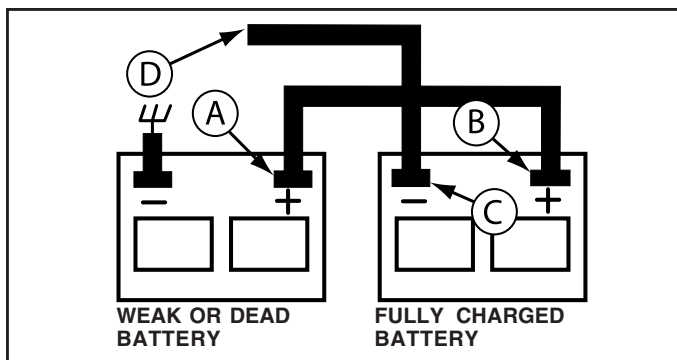 D
A
B
C
− + − +
WEAK OR DEAD
BATTERY
FULLY CHARGED
BATTERY